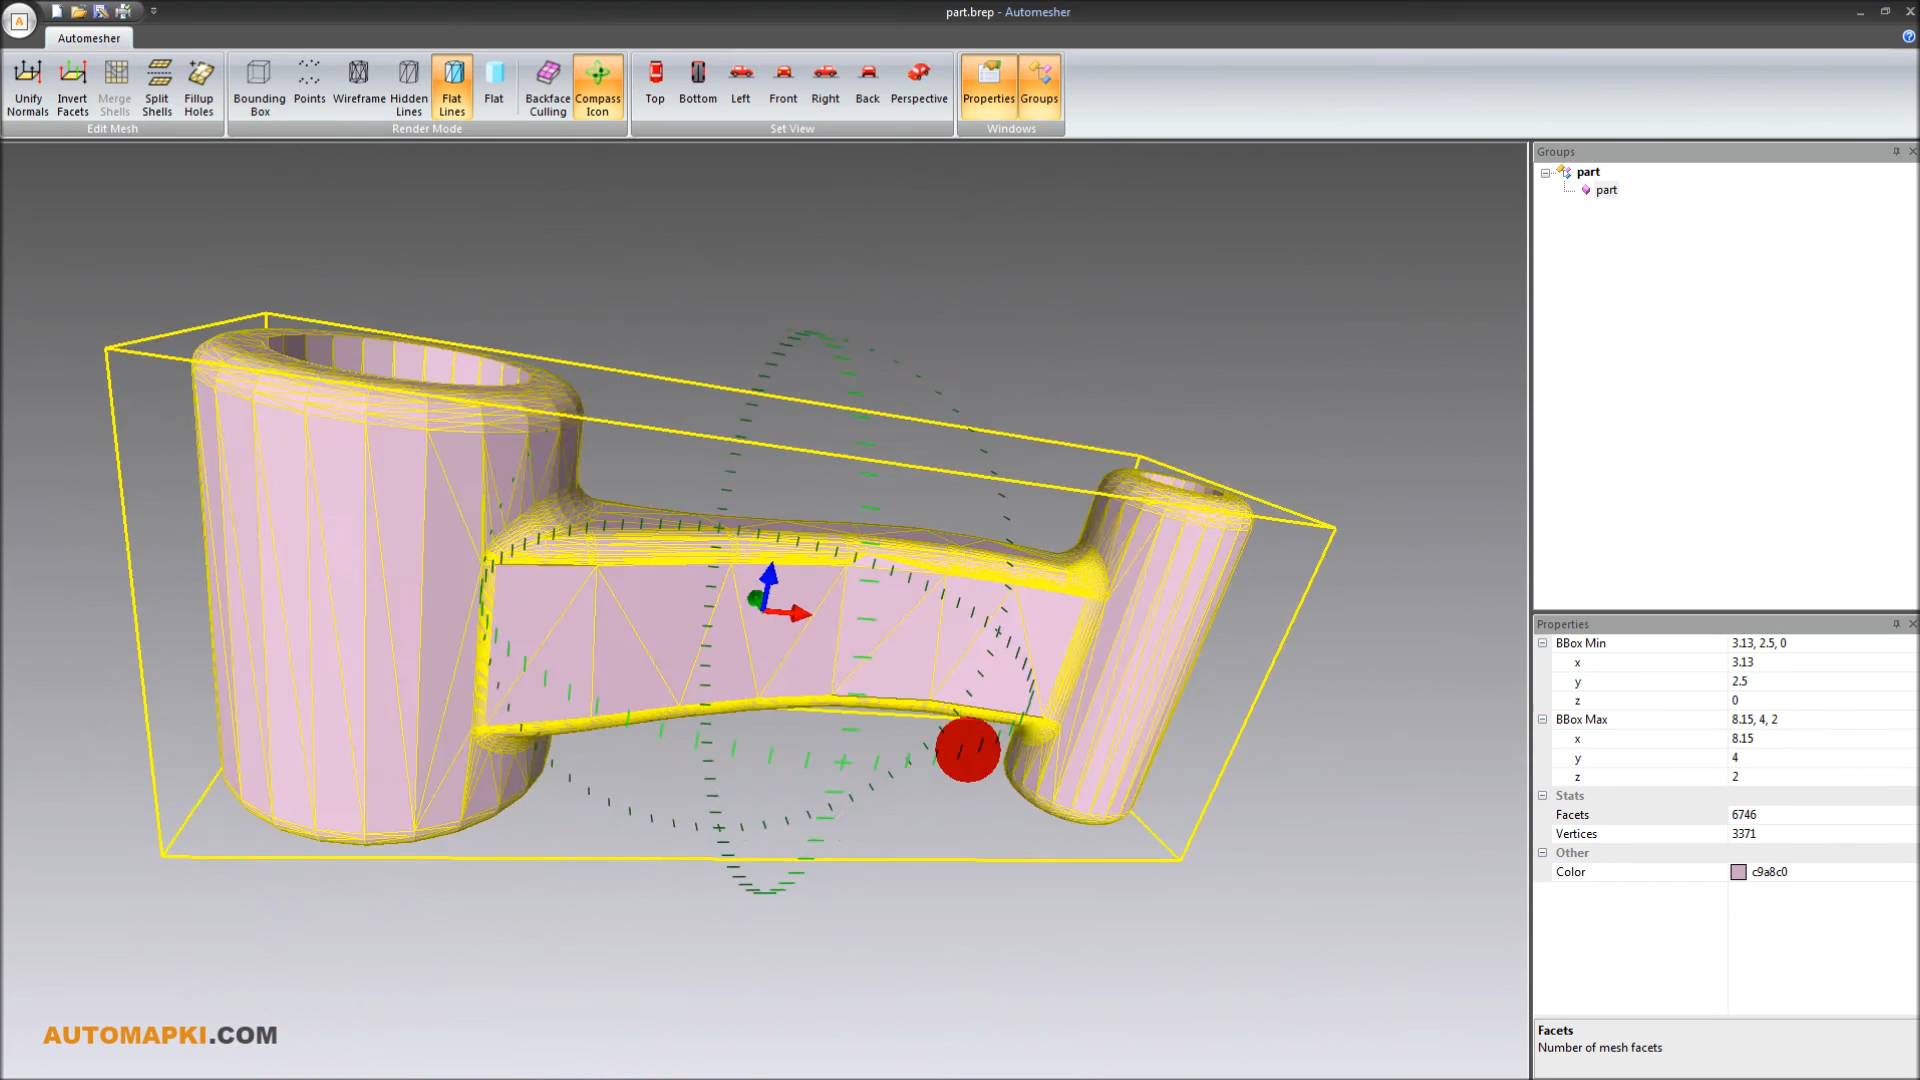 part.brep - Automesher
A
Automesher
Unify Normals
Invert Facets
Merge Shells
Split Shells
Fillup Holes
Edit Mesh
Bounding Box
Points
Wireframe
Hidden Lines
Flat Lines
Flat
Backface Culling
Compass Icon
Render Mode
Top
Bottom
Left
Front
Right
Back
Perspective
Set View
Properties
Groups
Windows
Groups
part
part
Properties
BBox Min 3.13, 2.5, 0
x 3.13
y 2.5
z 0
BBox Max 8.15, 4, 2
x 8.15
y 4
z 2
Stats
Facets 6746
Vertices 3371
Other
Color c9a8c0
Facets
Number of mesh facets
AUTOMAPKI.COM